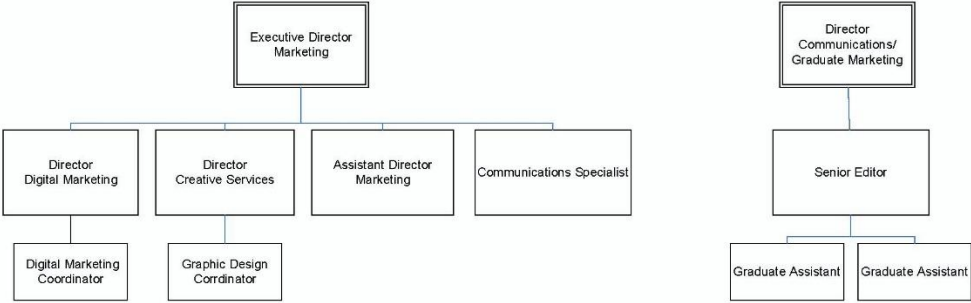 Executive Director
Marketing
Director
Communications/
Graduate Marketing
Director
Digital Marketing
Director
Creative Services
Assistant Director
Marketing
Communications Specialist
Senior Editor
Digital Marketing
Coordinator
Graphic Design
Corrdinator
Graduate Assistant
Graduate Assistant